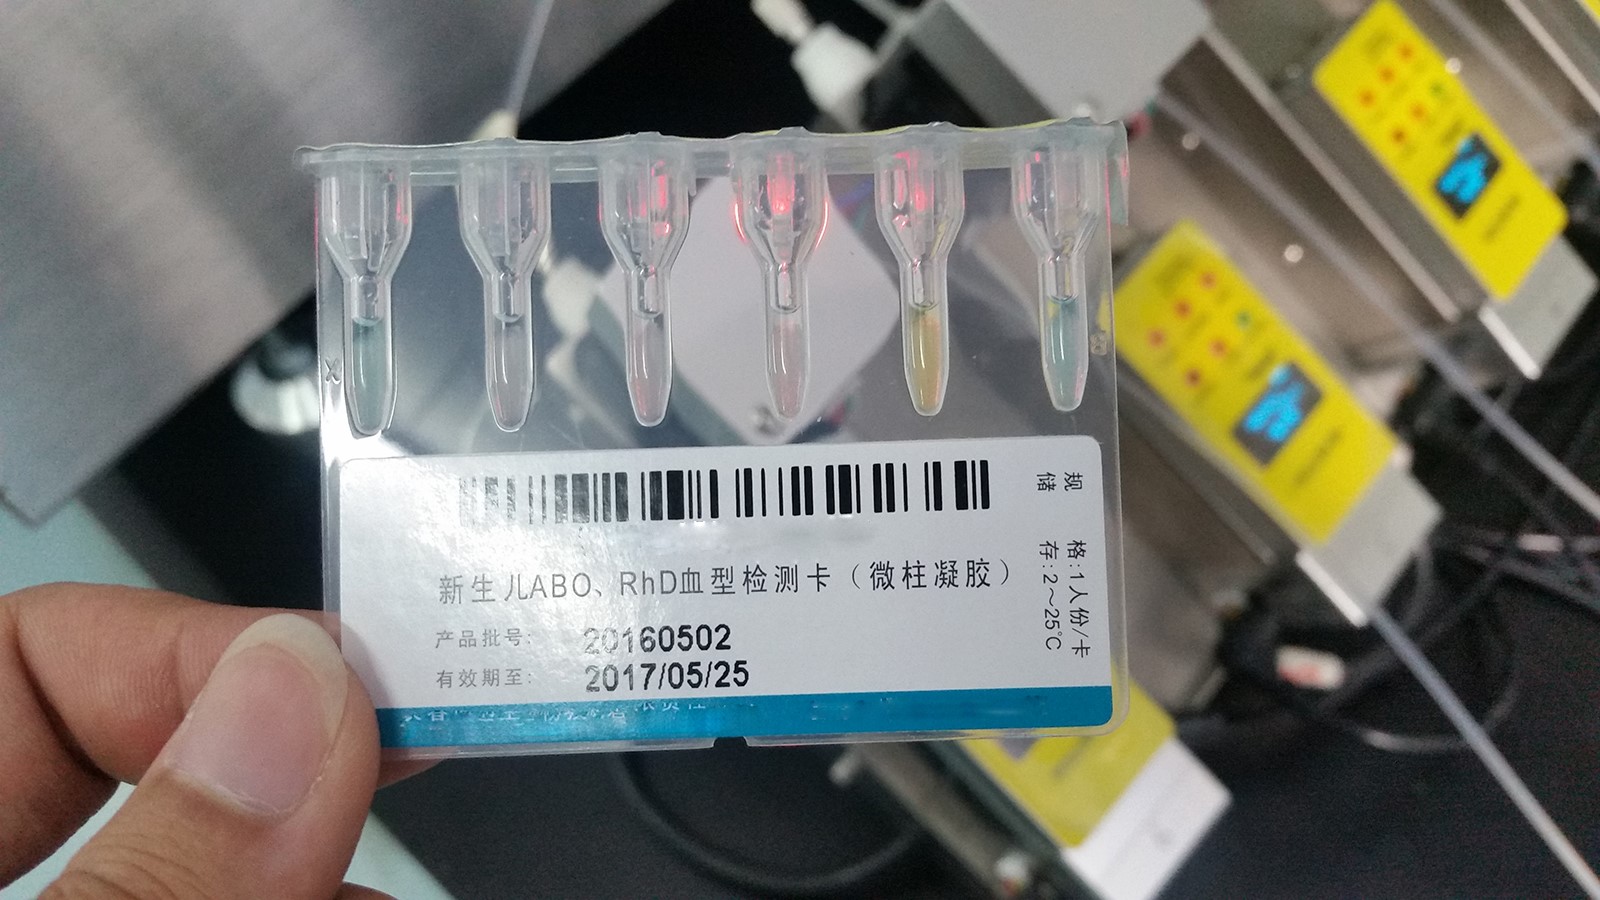 新生儿ABO、RhD血型检测卡（微柱凝胶）
产品批号： 20160502
有效期至： 2017/05/25
规 格：1人份/卡
储 存：2～25℃